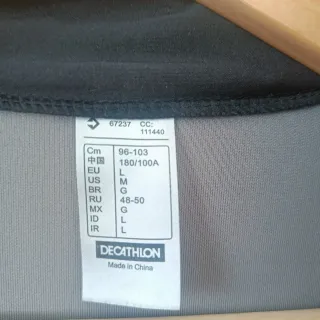 67237 CC:
111440
Cm 96-103
中国 180/100A
EU L
US M
BR G
RU 48-50
MX G
ID L
IR L
DECATHLON
Made in China